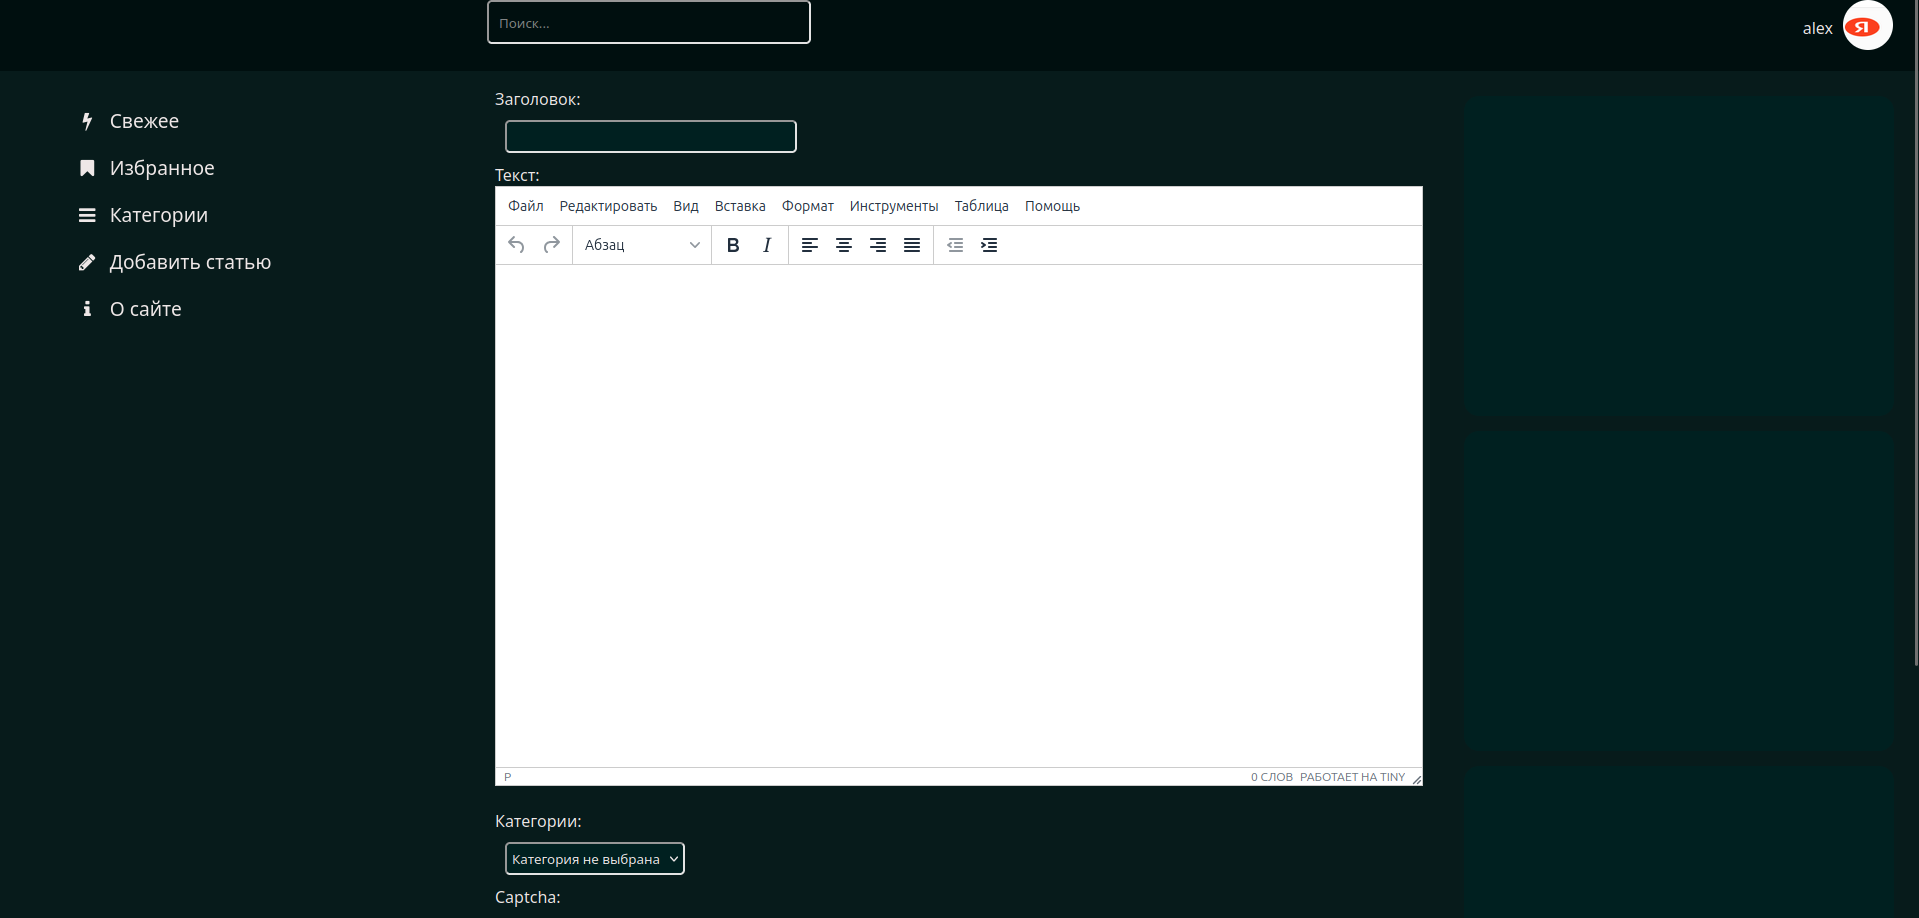 Поиск...
alex
Я
Свежее
Избранное
Категории
Добавить статью
О сайте
Заголовок:
Текст:
Файл Редактировать Вид Вставка Формат Инструменты Таблица Помощь
Абзац B I
P 0 СЛОВ РАБОТАЕТ НА TINY
Категории:
Категория не выбрана
Captcha: